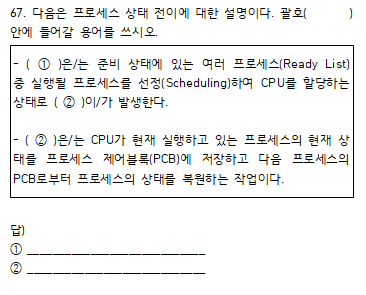 67. 다음은 프로세스 상태 전이에 대한 설명이다. 괄호( )
안에 들어갈 용어를 쓰시오.
- ( ① )은/는 준비 상태에 있는 여러 프로세스(Ready List)
중 실행될 프로세스를 선정(Scheduling)하여 CPU를 할당하는
상태로 ( ② )이/가 발생한다.
- ( ② )은/는 CPU가 현재 실행하고 있는 프로세스의 현재 상
태를 프로세스 제어블록(PCB)에 저장하고 다음 프로세스의
PCB로부터 프로세스의 상태를 복원하는 작업이다.
답)
① ____________________________
② ____________________________